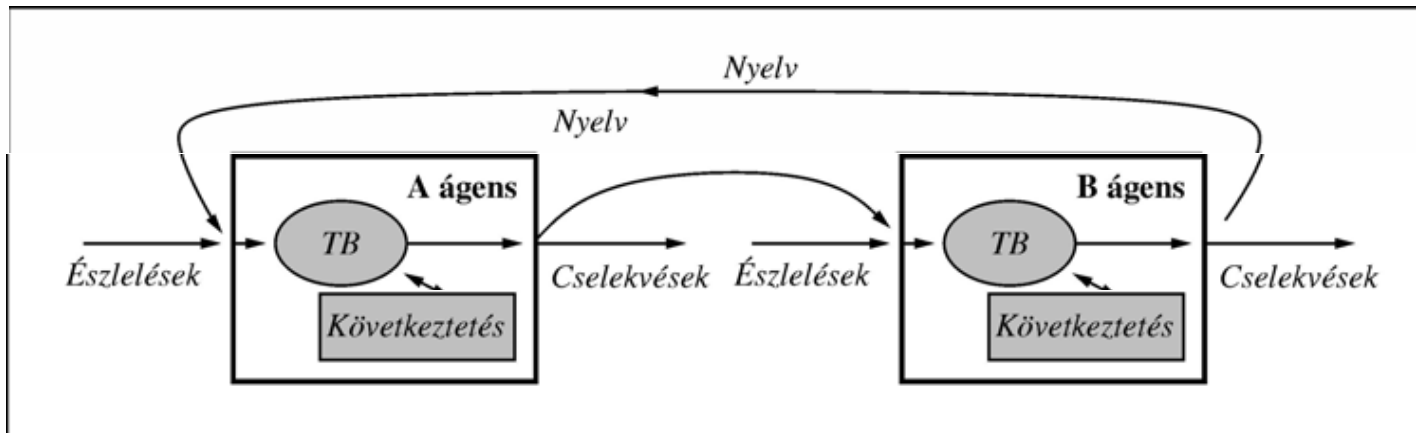 Nyelv
Nyelv
A ágens
TB
Észlelések
Következtetés
Cselekvések
Észlelések
B ágens
TB
Következtetés
Cselekvések